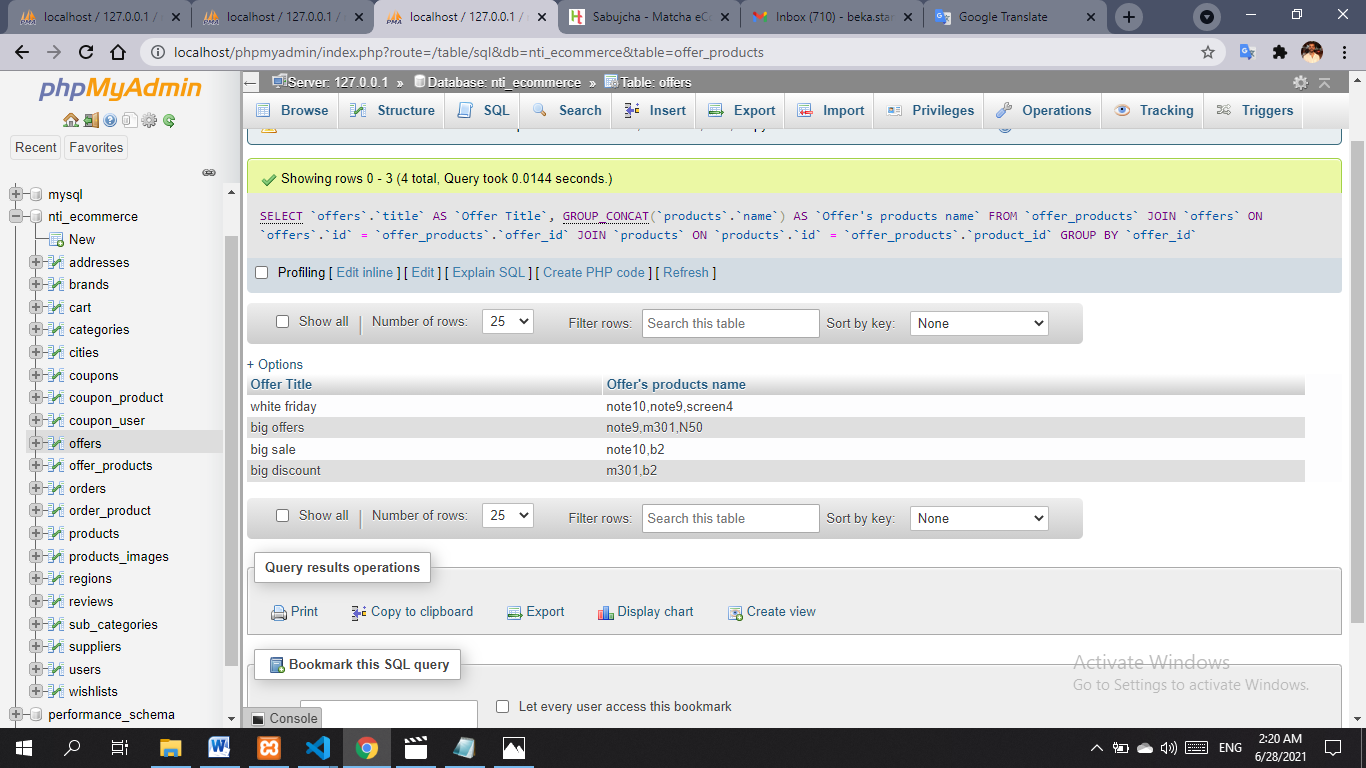 localhost / 127.0.0.1 /
localhost / 127.0.0.1 /
localhost / 127.0.0.1 /
Sabujcha - Matcha eC
Inbox (710) - beka.sta
Google Translate
localhost/phpmyadmin/index.php?route=/table/sql&db=nti_ecommerce&table=offer_products
phpMyAdmin
Recent Favorites
mysql
nti_ecommerce
New
addresses
brands
cart
categories
cities
coupons
coupon_product
coupon_user
offers
offer_products
orders
order_product
products
products_images
regions
reviews
sub_categories
suppliers
users
wishlists
performance_schema
Server: 127.0.0.1 » Database: nti_ecommerce » Table: offers
Browse Structure SQL Search Insert Export Import Privileges Operations Tracking Triggers
Showing rows 0 - 3 (4 total, Query took 0.0144 seconds.)
SELECT `offers`.`title` AS `Offer Title`, GROUP_CONCAT(`products`.`name`) AS `Offer's products name` FROM `offer_products` JOIN `offers` ON
`offers`.`id` = `offer_products`.`offer_id` JOIN `products` ON `products`.`id` = `offer_products`.`product_id` GROUP BY `offer_id`
Profiling [ Edit inline ] [ Edit ] [ Explain SQL ] [ Create PHP code ] [ Refresh ]
Show all | Number of rows: 25 Filter rows: Search this table Sort by key: None
+ Options
Offer Title Offer's products name
white friday note10,note9,screen4
big offers note9,m301,N50
big sale note10,b2
big discount m301,b2
Show all | Number of rows: 25 Filter rows: Search this table Sort by key: None
Query results operations
Print Copy to clipboard Export Display chart Create view
Bookmark this SQL query
Let every user access this bookmark
Console
Activate Windows
Go to Settings to activate Windows.
ENG
2:20 AM
6/28/2021